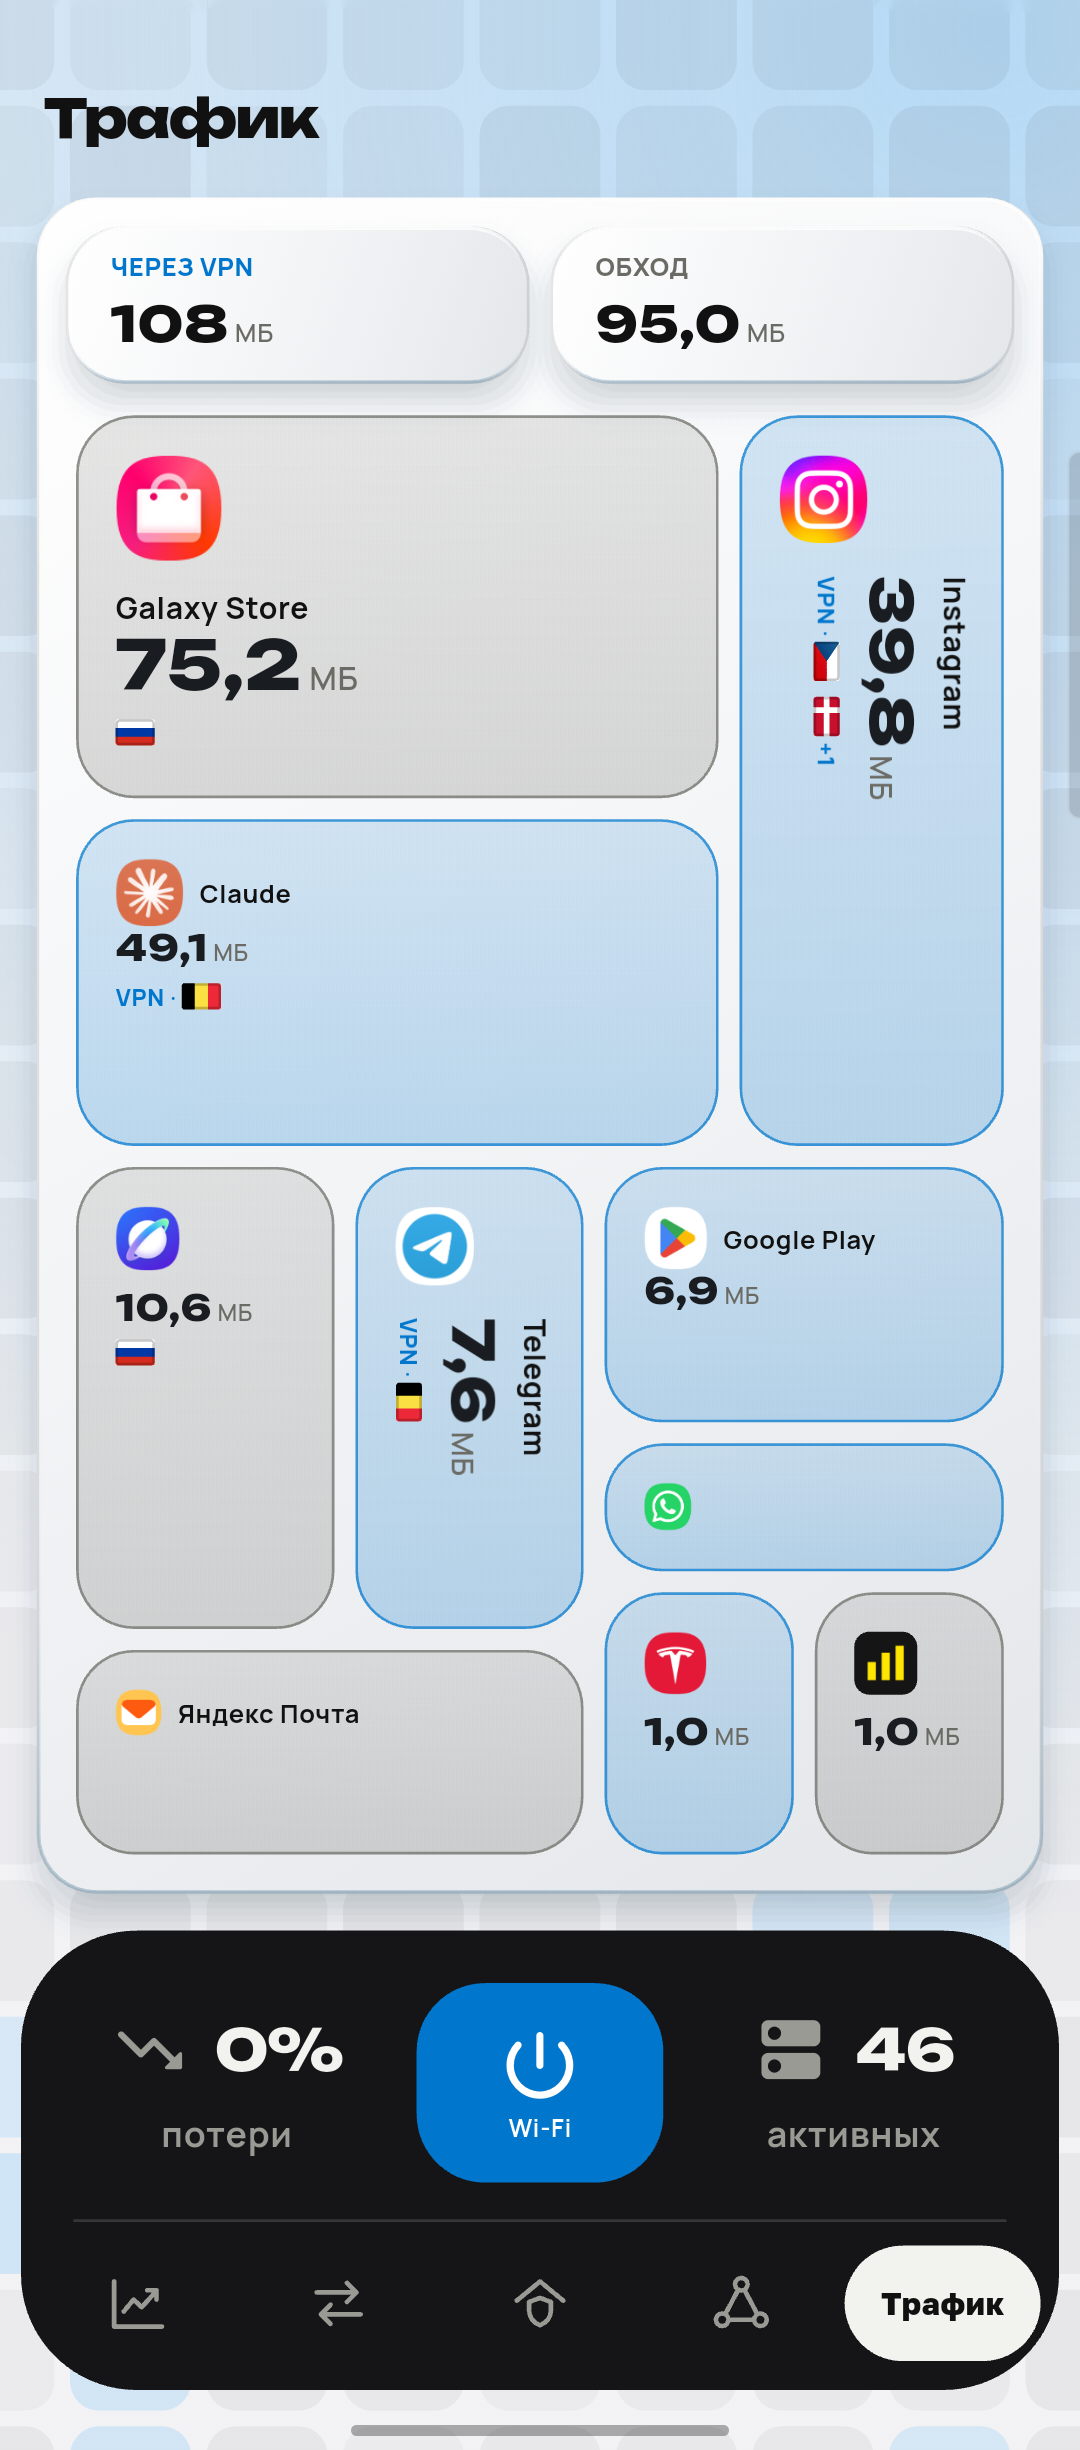 Трафик
ЧЕРЕЗ VPN
108 МБ
ОБХОД
95,0 МБ
Galaxy Store
75,2 МБ
Instagram
39,8 МБ
VPN · +1
Claude
49,1 МБ
VPN ·
10,6 МБ
Telegram
7,6 МБ
VPN ·
Google Play
6,9 МБ
Яндекс Почта
1,0 МБ
1,0 МБ
0%
потери
Wi-Fi
46
активных
Трафик